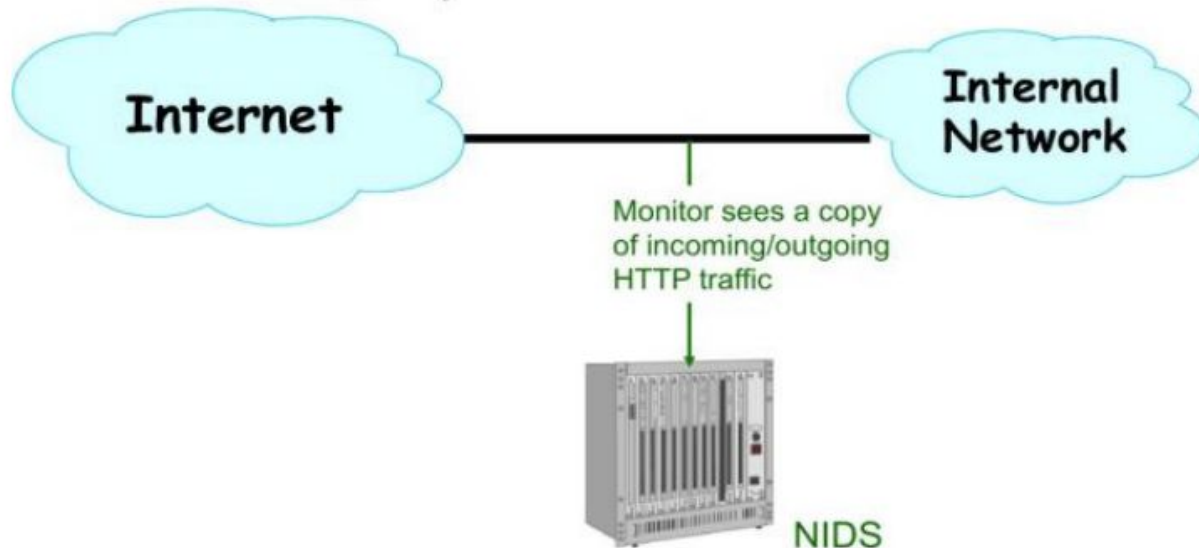 Internet
Internal
Network
Monitor sees a copy
of incoming/outgoing
HTTP traffic
NIDS